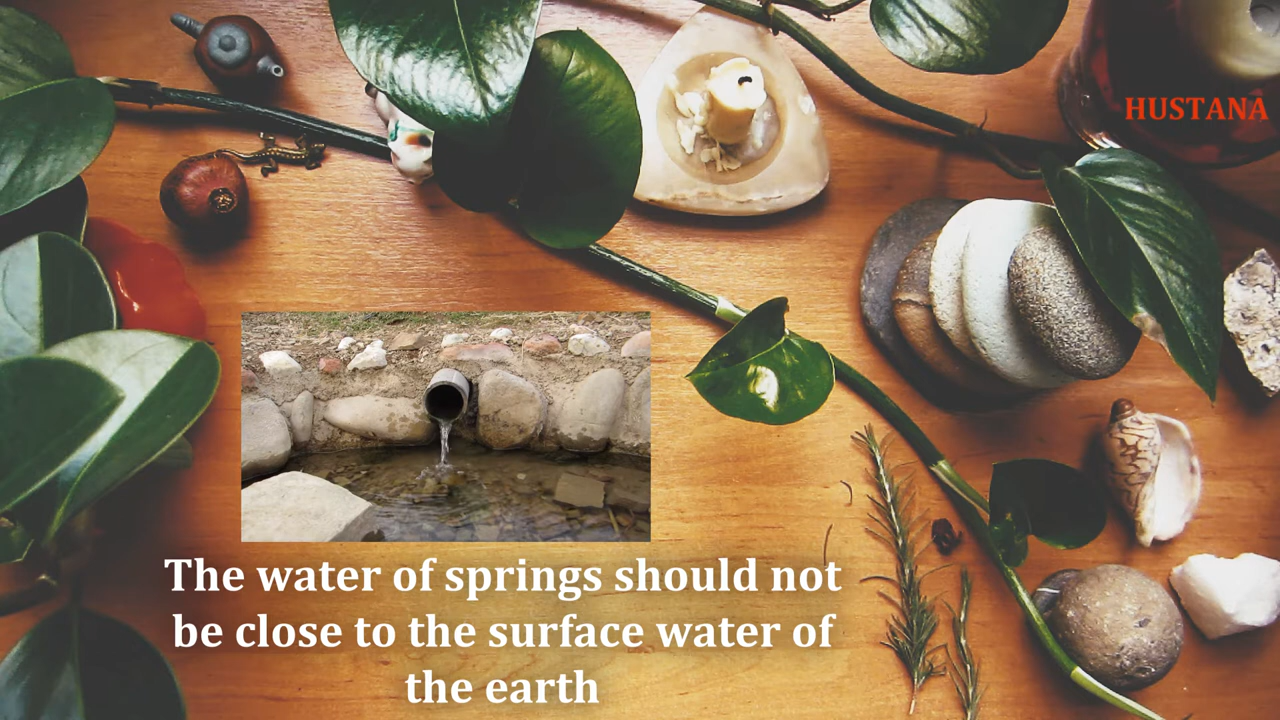 HUSTANA
The water of springs should not
be close to the surface water of
the earth